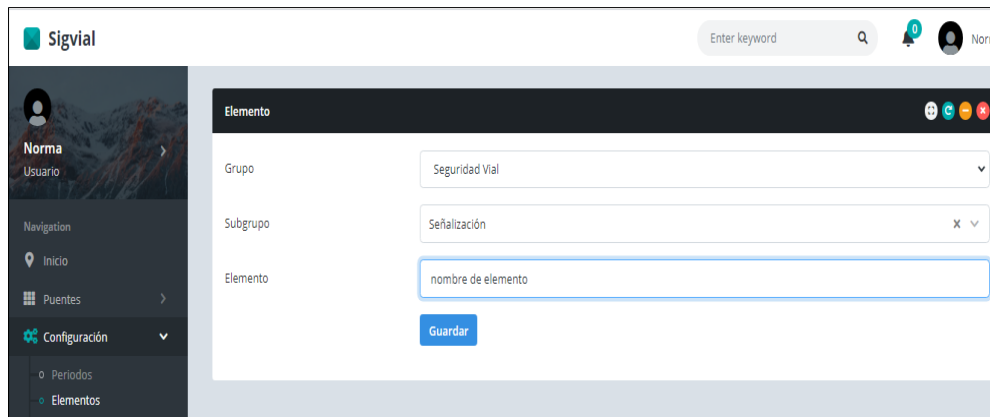 Sigvial
Enter keyword
0
Norma
Usuario
Navigation
Inicio
Puentes
Configuración
Periodos
Elementos
Elemento
Grupo
Seguridad Vial
Subgrupo
Señalización
Elemento
nombre de elemento
Guardar